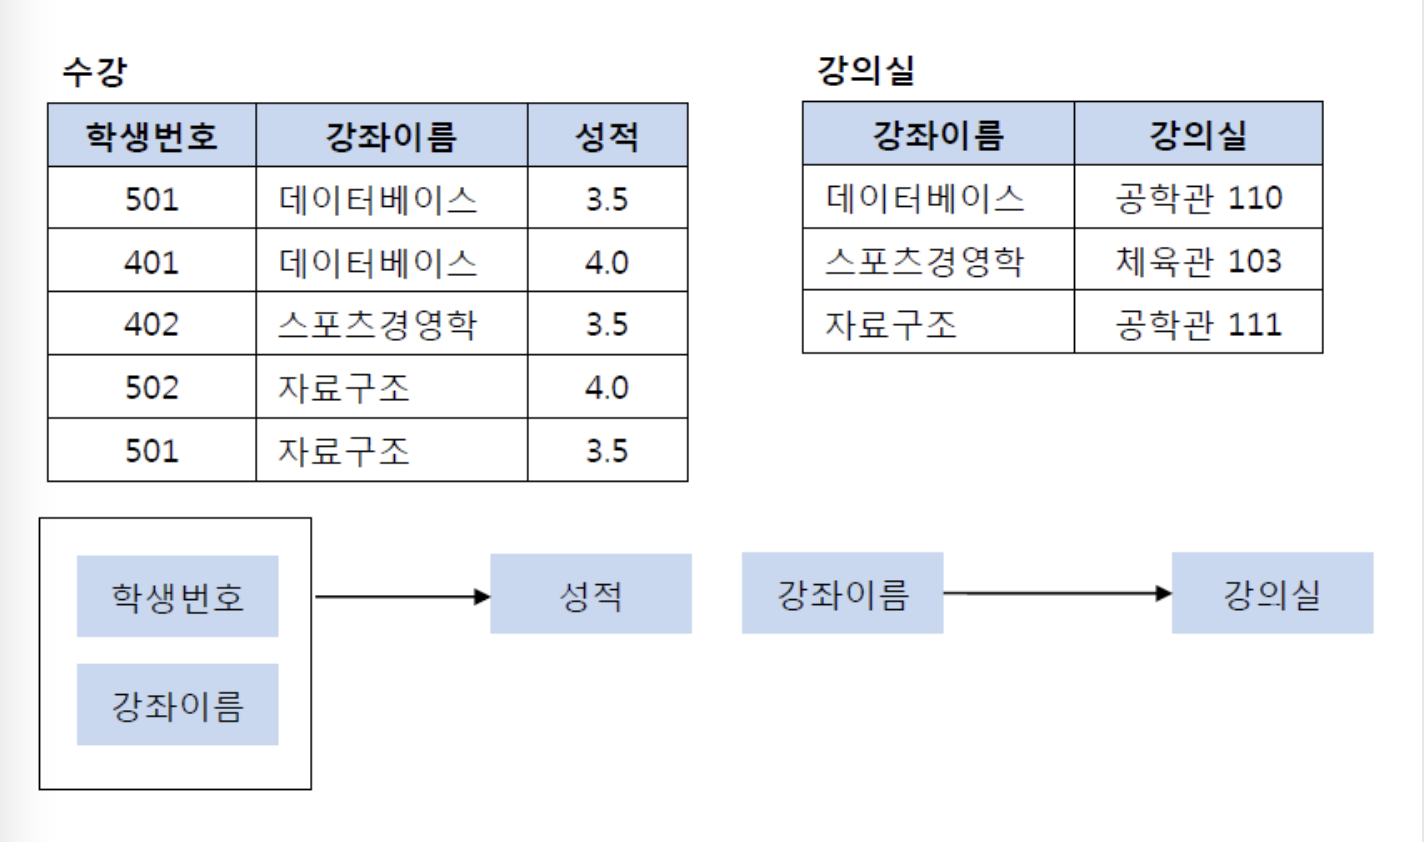 수강
학생번호 강좌이름 성적
501 데이터베이스 3.5
401 데이터베이스 4.0
402 스포츠경영학 3.5
502 자료구조 4.0
501 자료구조 3.5
강의실
강좌이름 강의실
데이터베이스 공학관 110
스포츠경영학 체육관 103
자료구조 공학관 111
학생번호 성적
강좌이름
강좌이름 강의실